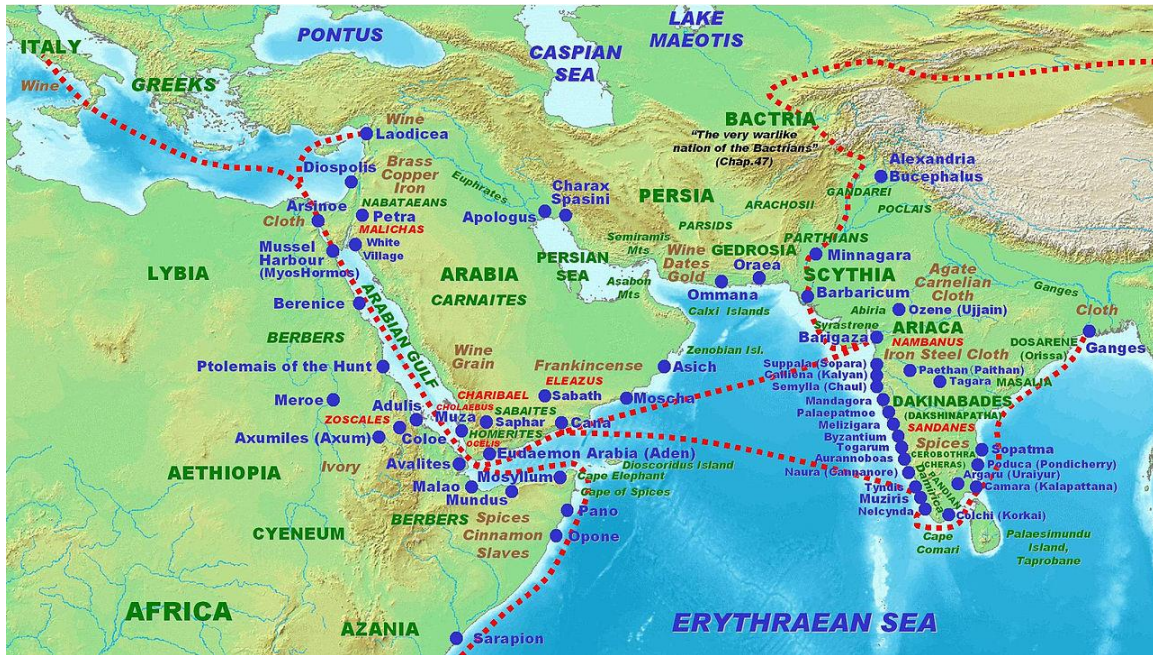 ITALY
Wine
GREEKS
PONTUS
CASPIAN
SEA
LAKE
MAEOTIS
BACTRIA
“The very warlike
nation of the Bactrians”
(Chap.47)
Wine
Laodicea
Diospolis
Brass
Copper
Iron
NABATAEANS
Arsinoe
Cloth
Petra
MALICHAS
White
Village
Mussel
Harbour
(MyosHormos)
Euphrates
Charax
Spasini
Apologus
PERSIA
Alexandria
Bucephalus
GANDAREI
ARACHOSII
POCLAIS
PARSIDS
Semiramis
Mts
Wine
Dates
Gold
GEDROSIA
Oraea
PARTHIANS
Minnagara
SCYTHIA
LYBIA
ARABIA
CARNAITES
PERSIAN
SEA
Asabon
Mts
Ommana
Calxi Islands
Barbaricum
Agate
Carnelian
Cloth
Ganges
Abiria
Ozene (Ujjain)
Cloth
Berenice
ARABIAN GULF
BERBERS
Syrastrene
ARIACA
NAMBANUS
Barigaza
Iron Steel Cloth
DOSARENE
(Orissa)
Ganges
Ptolemais of the Hunt
Wine
Grain
Frankincense
ELEAZUS
Sabath
Zenobian Isl.
Asich
Moscha
Suppala (Sopara)
Calliena (Kalyan)
Semylla (Chaul)
Paethan (Paithan)
Tagara
MASALIA
Meroe
Adulis
ZOSCALES
CHARIBAEL
CHOLAEBUS
Muza
SABAITES
Saphar
HOMERITES
OCELIS
Cana
Mandagora
Palaepatmoe
Melizigara
Byzantium
Togarum
Aurannoboas
DAKINABADES
(DAKSHINAPATHA)
SANDANES
Axumiles (Axum)
Coloe
Eudaemon Arabia (Aden)
AETHIOPIA
Ivory
Avalites
Malao
Mundus
Mosyllum
Dioscoridus Island
Cape Elephant
Cape of Spices
Spices
CEROBOTHRA
(CHERAS)
Sopatma
Poduca (Pondicherry)
Argaru (Uraiyur)
Camara (Kalapattana)
Naura (Cannanore)
Tyndis
Muziris
Nelcynda
Damirica
PANDIAN
Colchi (Korkai)
Cape
Comari
Palaesimundu
Island,
Taprobane
CYENEUM
BERBERS
Spices
Cinnamon
Slaves
Pano
Opone
AFRICA
AZANIA
Sarapion
ERYTHRAEAN SEA